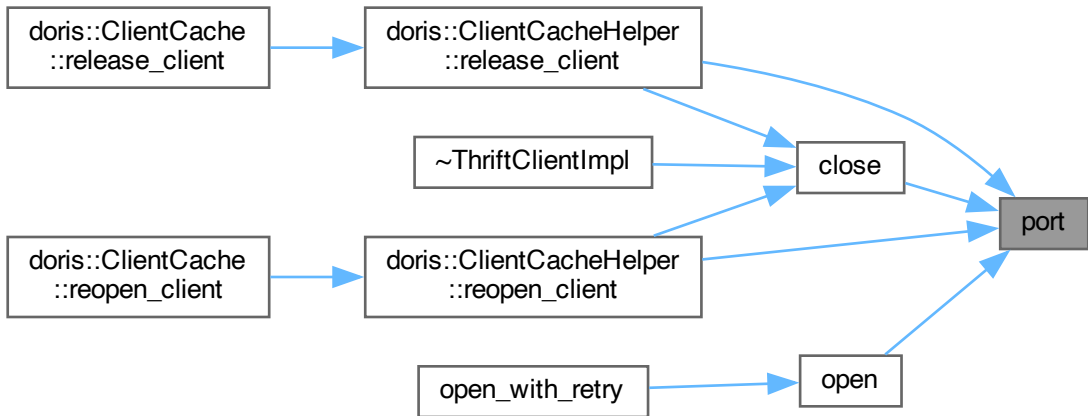 doris::ClientCache
::release_client
doris::ClientCacheHelper
::release_client
~ThriftClientImpl
close
port
doris::ClientCache
::reopen_client
doris::ClientCacheHelper
::reopen_client
open_with_retry
open